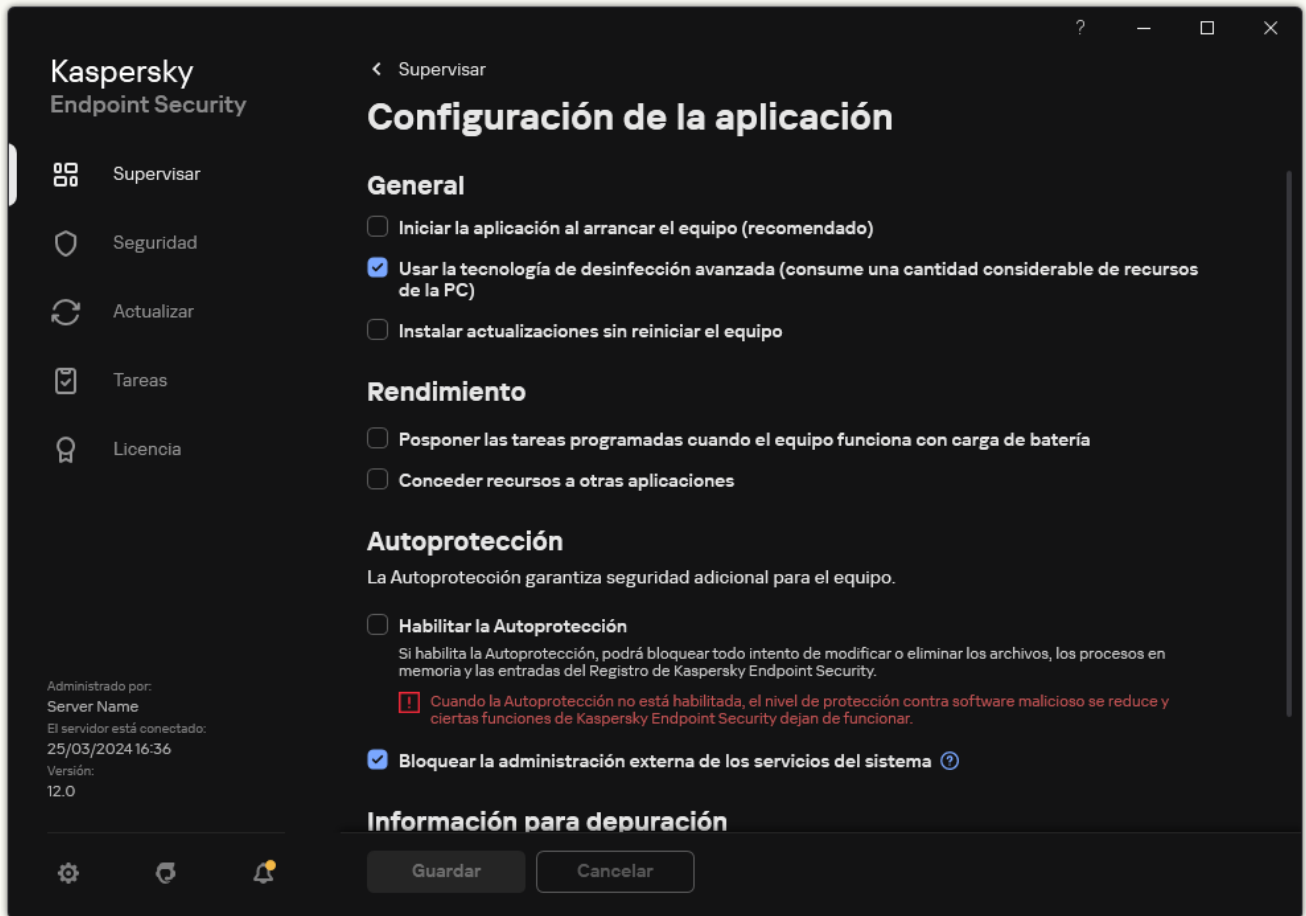 ?
Kaspersky
Endpoint Security
Supervisar
Seguridad
Actualizar
Tareas
Licencia
Administrado por:
Server Name
El servidor está conectado:
25/03/2024 16:36
Versión:
12.0
Supervisar
Configuración de la aplicación
General
Iniciar la aplicación al arrancar el equipo (recomendado)
Usar la tecnología de desinfección avanzada (consume una cantidad considerable de recursos
de la PC)
Instalar actualizaciones sin reiniciar el equipo
Rendimiento
Posponer las tareas programadas cuando el equipo funciona con carga de batería
Conceder recursos a otras aplicaciones
Autoprotección
La Autoprotección garantiza seguridad adicional para el equipo.
Habilitar la Autoprotección
Si habilita la Autoprotección, podrá bloquear todo intento de modificar o eliminar los archivos, los procesos en
memoria y las entradas del Registro de Kaspersky Endpoint Security.
Cuando la Autoprotección no está habilitada, el nivel de protección contra software malicioso se reduce y
ciertas funciones de Kaspersky Endpoint Security dejan de funcionar.
Bloquear la administración externa de los servicios del sistema ?
Información para depuración
Guardar Cancelar